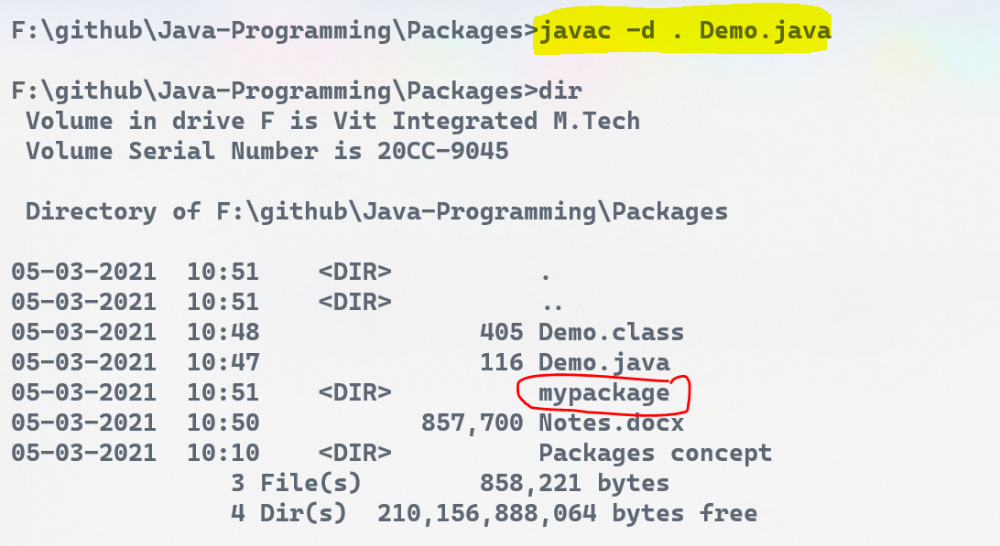 F:\github\Java-Programming\Packages>javac -d . Demo.java
F:\github\Java-Programming\Packages>dir
 Volume in drive F is Vit Integrated M.Tech
 Volume Serial Number is 20CC-9045
 Directory of F:\github\Java-Programming\Packages
05-03-2021  10:51    <DIR>          .
05-03-2021  10:51    <DIR>          ..
05-03-2021  10:48               405 Demo.class
05-03-2021  10:47               116 Demo.java
05-03-2021  10:51    <DIR>          mypackage
05-03-2021  10:50           857,700 Notes.docx
05-03-2021  10:10    <DIR>          Packages concept
               3 File(s)        858,221 bytes
               4 Dir(s)  210,156,888,064 bytes free